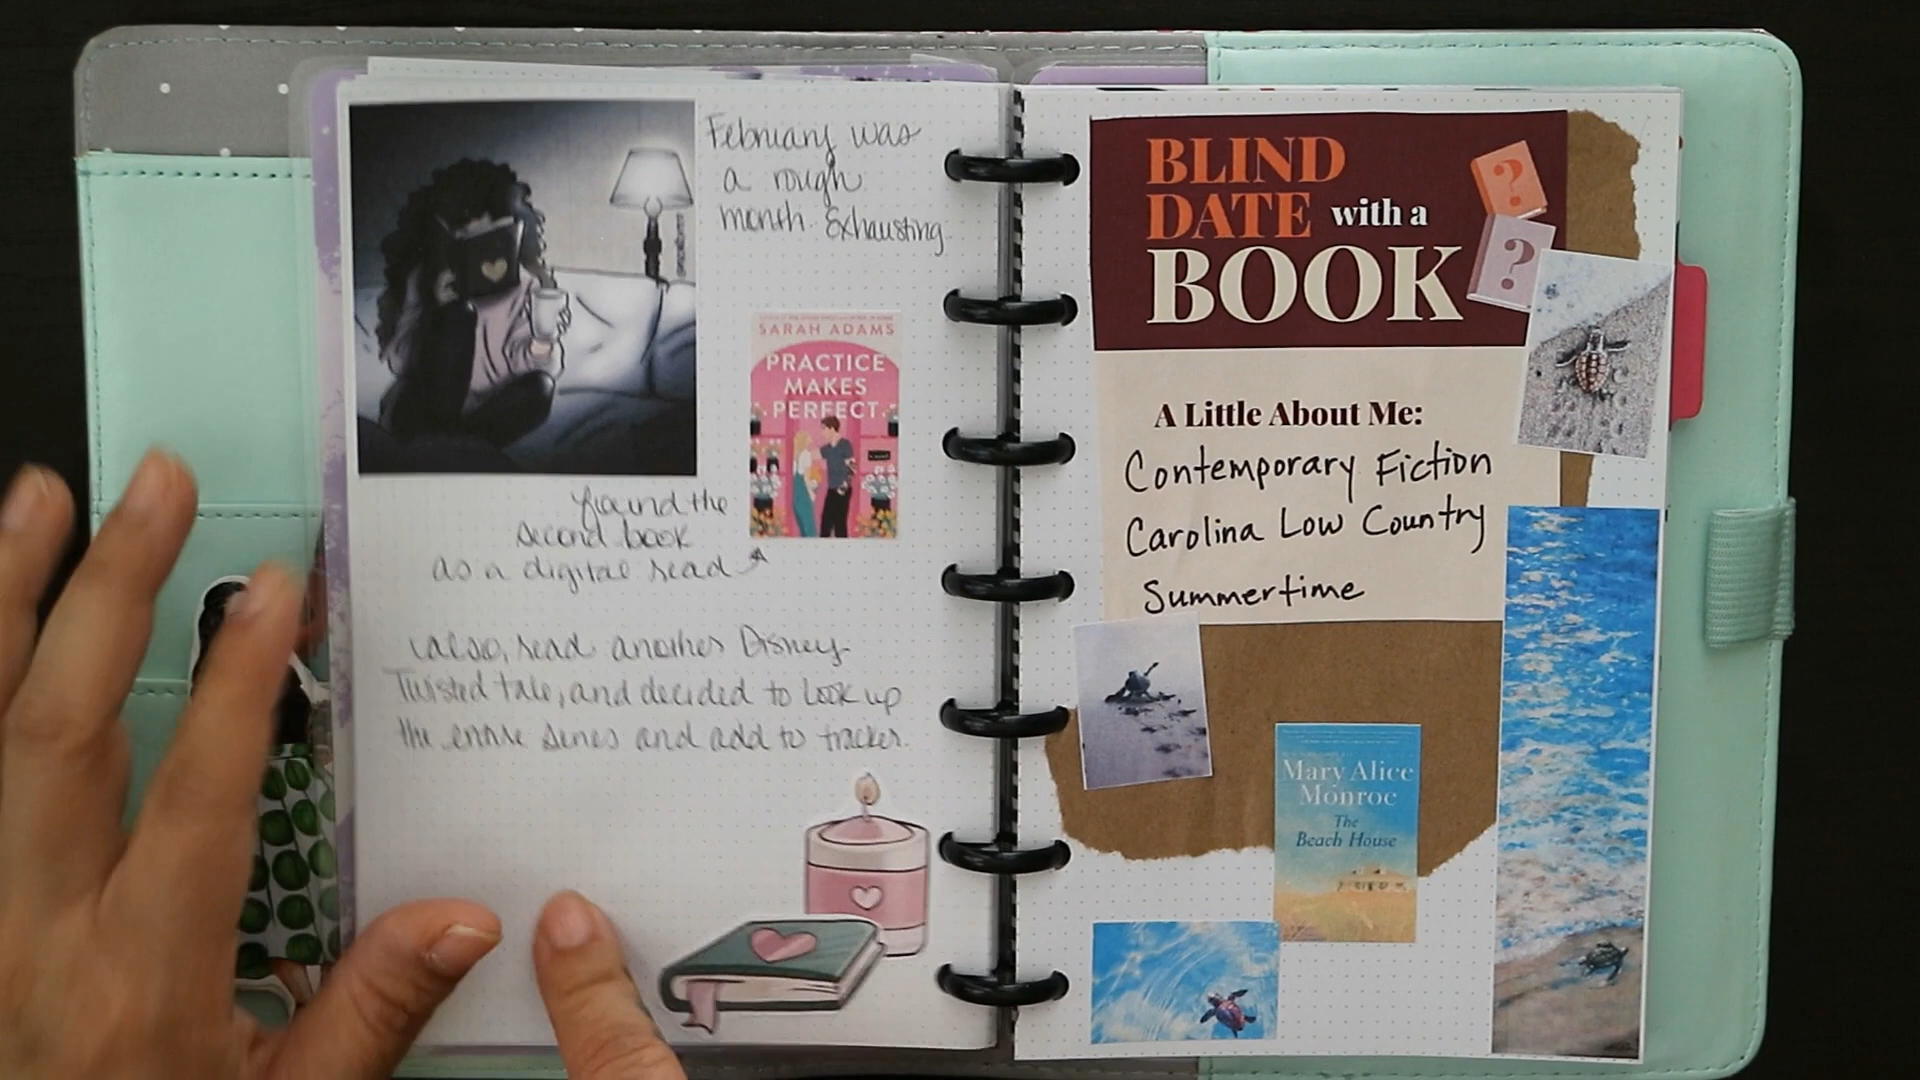 February was
a rough
month. Exhausting.
SARAH ADAMS
PRACTICE
MAKES
PERFECT
found the
second book
as a digital read
also, read another Disney
Twisted tale, and decided to look up
the entire series and add to tracker.
BLIND
DATE with a
BOOK
?
?
A Little About Me:
Contemporary Fiction
Carolina Low Country
Summertime
Mary Alice
Monroe
The
Beach House